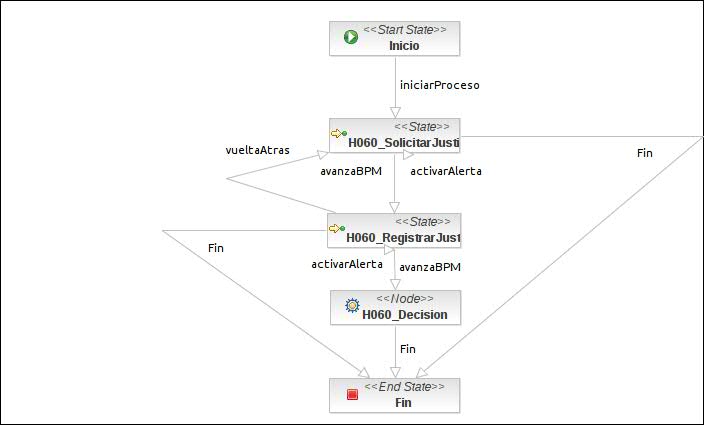 <<Start State>>
Inicio
iniciarProceso
<<State>>
H060_SolicitarJusti
vueltaAtras
avanzaBPM
activarAlerta
Fin
<<State>>
H060_RegistrarJust
Fin
activarAlerta
avanzaBPM
<<Node>>
H060_Decision
Fin
<<End State>>
Fin